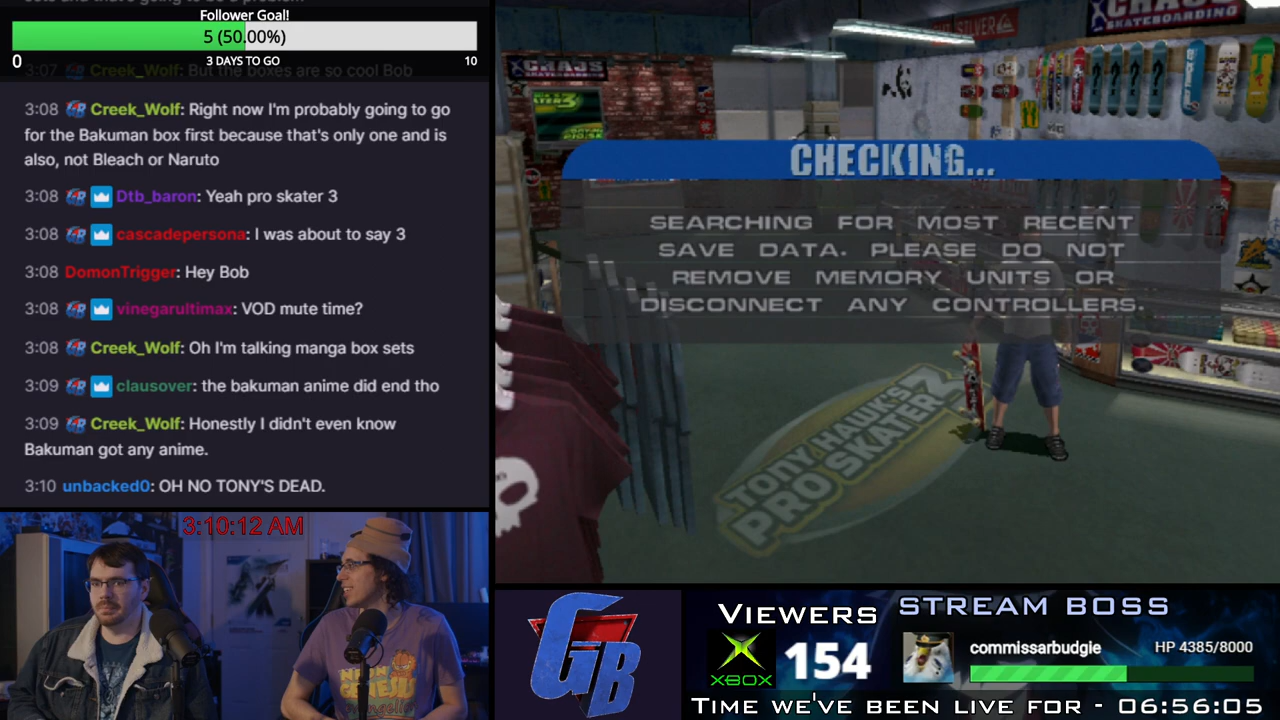 Follower Goal!
5 (50.00%)
0
3 DAYS TO GO
10
3:07 Creek_Wolf: But the boxes are so cool Bob
3:08 Creek_Wolf: Right now I'm probably going to go
for the Bakuman box first because that's only one and is
also, not Bleach or Naruto
3:08 Dtb_baron: Yeah pro skater 3
3:08 cascadepersona: I was about to say 3
3:08 DomonTrigger: Hey Bob
3:08 vinegarultimax: VOD mute time?
3:08 Creek_Wolf: Oh I'm talking manga box sets
3:09 clausover: the bakuman anime did end tho
3:09 Creek_Wolf: Honestly I didn't even know
Bakuman got any anime.
3:10 unbacked0: OH NO TONY'S DEAD.
3:10:12 AM
CHAJS
SKATEBOARDING
CHAJS
SKATEBOARDING
CHECKING...
SEARCHING FOR MOST RECENT
SAVE DATA. PLEASE DO NOT
REMOVE MEMORY UNITS OR
DISCONNECT ANY CONTROLLERS.
TONY HAWK'S
PRO SKATER 2
GB
VIEWERS
XBOX
154
STREAM BOSS
commissarbudgie
HP 4385/8000
TIME WE'VE BEEN LIVE FOR - 06:56:05